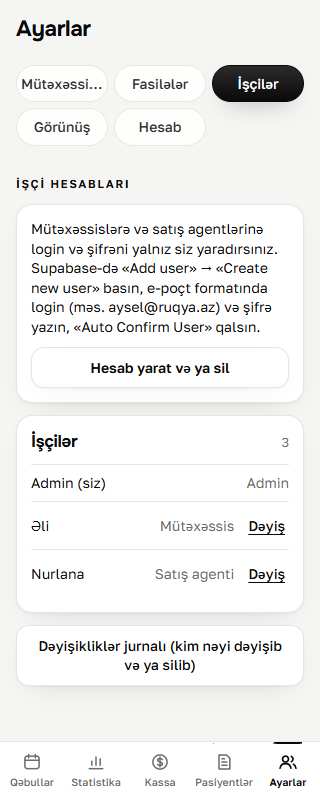 Ayarlar
Mütəxəssi... Fasilələr İşçilər
Görünüş Hesab
İŞÇİ HESABLARI
Mütəxəssislərə və satış agentlərinə
login və şifrəni yalnız siz yaradırsınız.
Supabase-də «Add user» → «Create
new user» basın, e-poçt formatında
login (məs. aysel@ruqya.az) və şifrə
yazın, «Auto Confirm User» qalsın.
Hesab yarat və ya sil
İşçilər 3
Admin (siz) Admin
Əli Mütəxəssis Dəyiş
Nurlana Satış agenti Dəyiş
Dəyişikliklər jurnalı (kim nəyi dəyişib
və ya silib)
Qəbullar Statistika Kassa Pasiyentlər Ayarlar